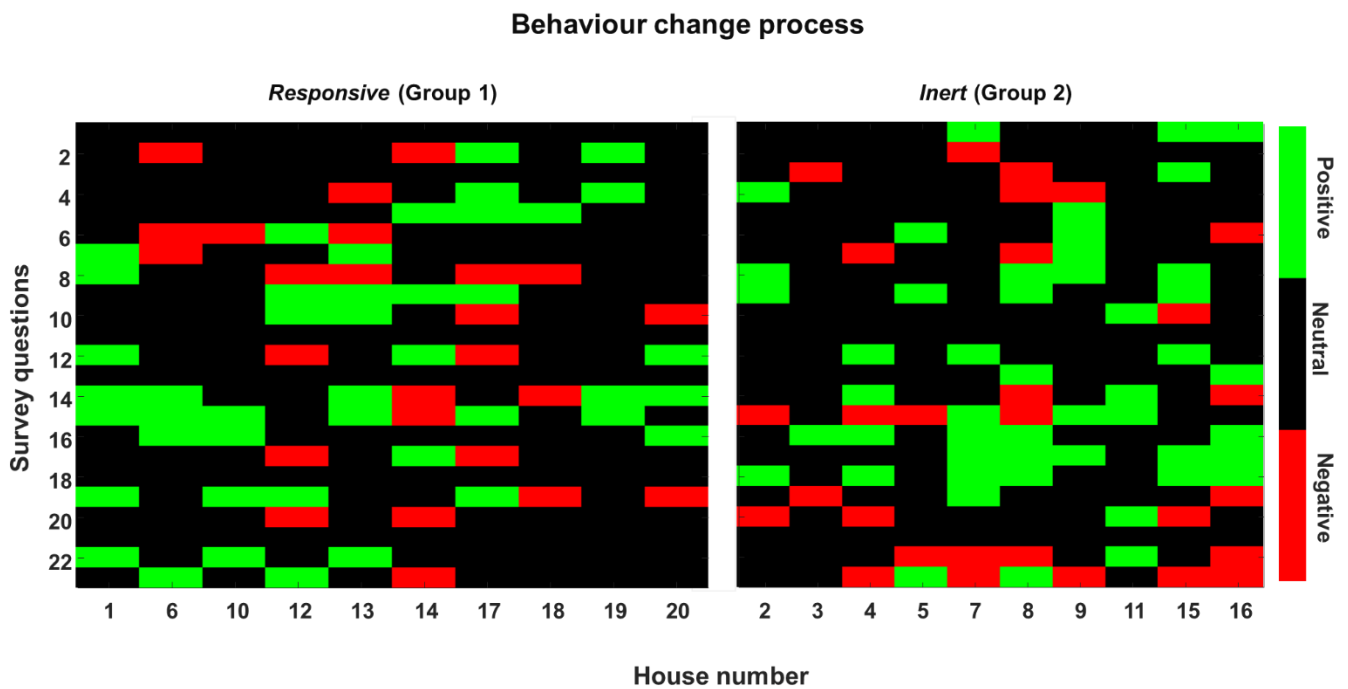 Behaviour change process
Responsive (Group 1)
Inert (Group 2)
Survey questions
2
4
6
8
10
12
14
16
18
20
22
1 6 10 12 13 14 17 18 19 20
2 3 4 5 7 8 9 11 15 16
House number
Positive
Neutral
Negative